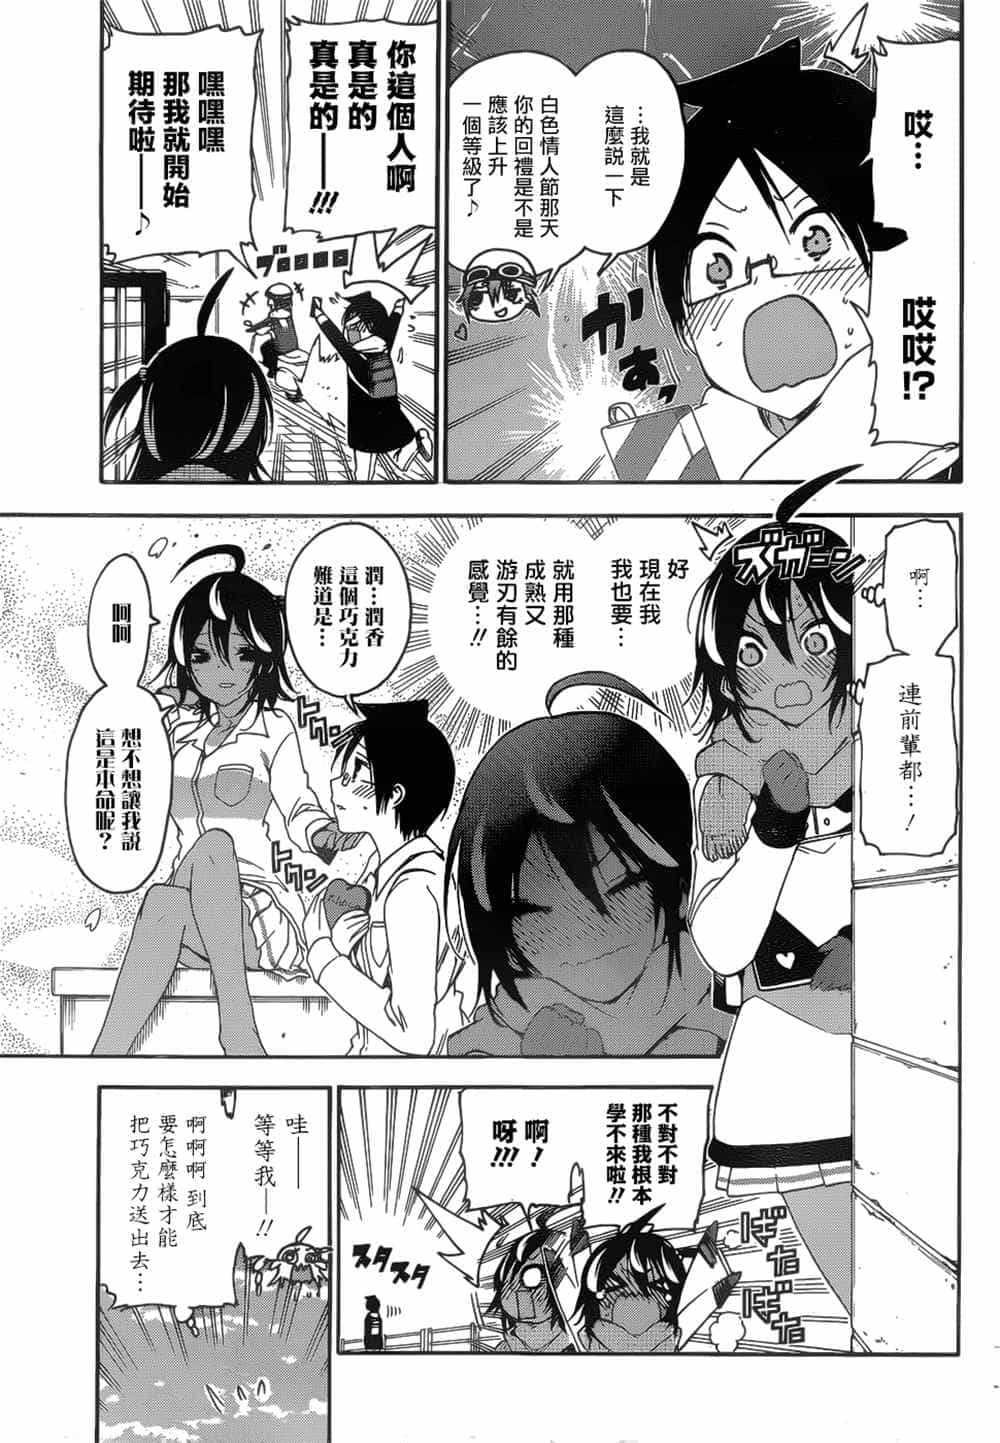 哎…
哎哎!?
…我就是
這麼説一下
白色情人節那天
你的回禮是不是
應該上升
一個等級了♪
カあぁ
你這個人啊
真是的
真是的──!!!
嘿嘿嘿
那我就開始
期待啦──♪
ブロロロロ
啊…
連前輩都…!
ズガーン
好
現在我
我也要…
就用那種
成熟又
游刃有餘的
感覺…!!
潤…潤香
這個巧克力
難道是…
トクン
トクン
呵呵
想不想讓我説
這是本命呢？
不對不對
那種我根本
學不來啦!!
啊！
呀!!!
じたばた
じたばた
スタスタ
哇──
等等我──!!
啊啊啊 到底
要怎麼樣才能
把巧克力送出去…